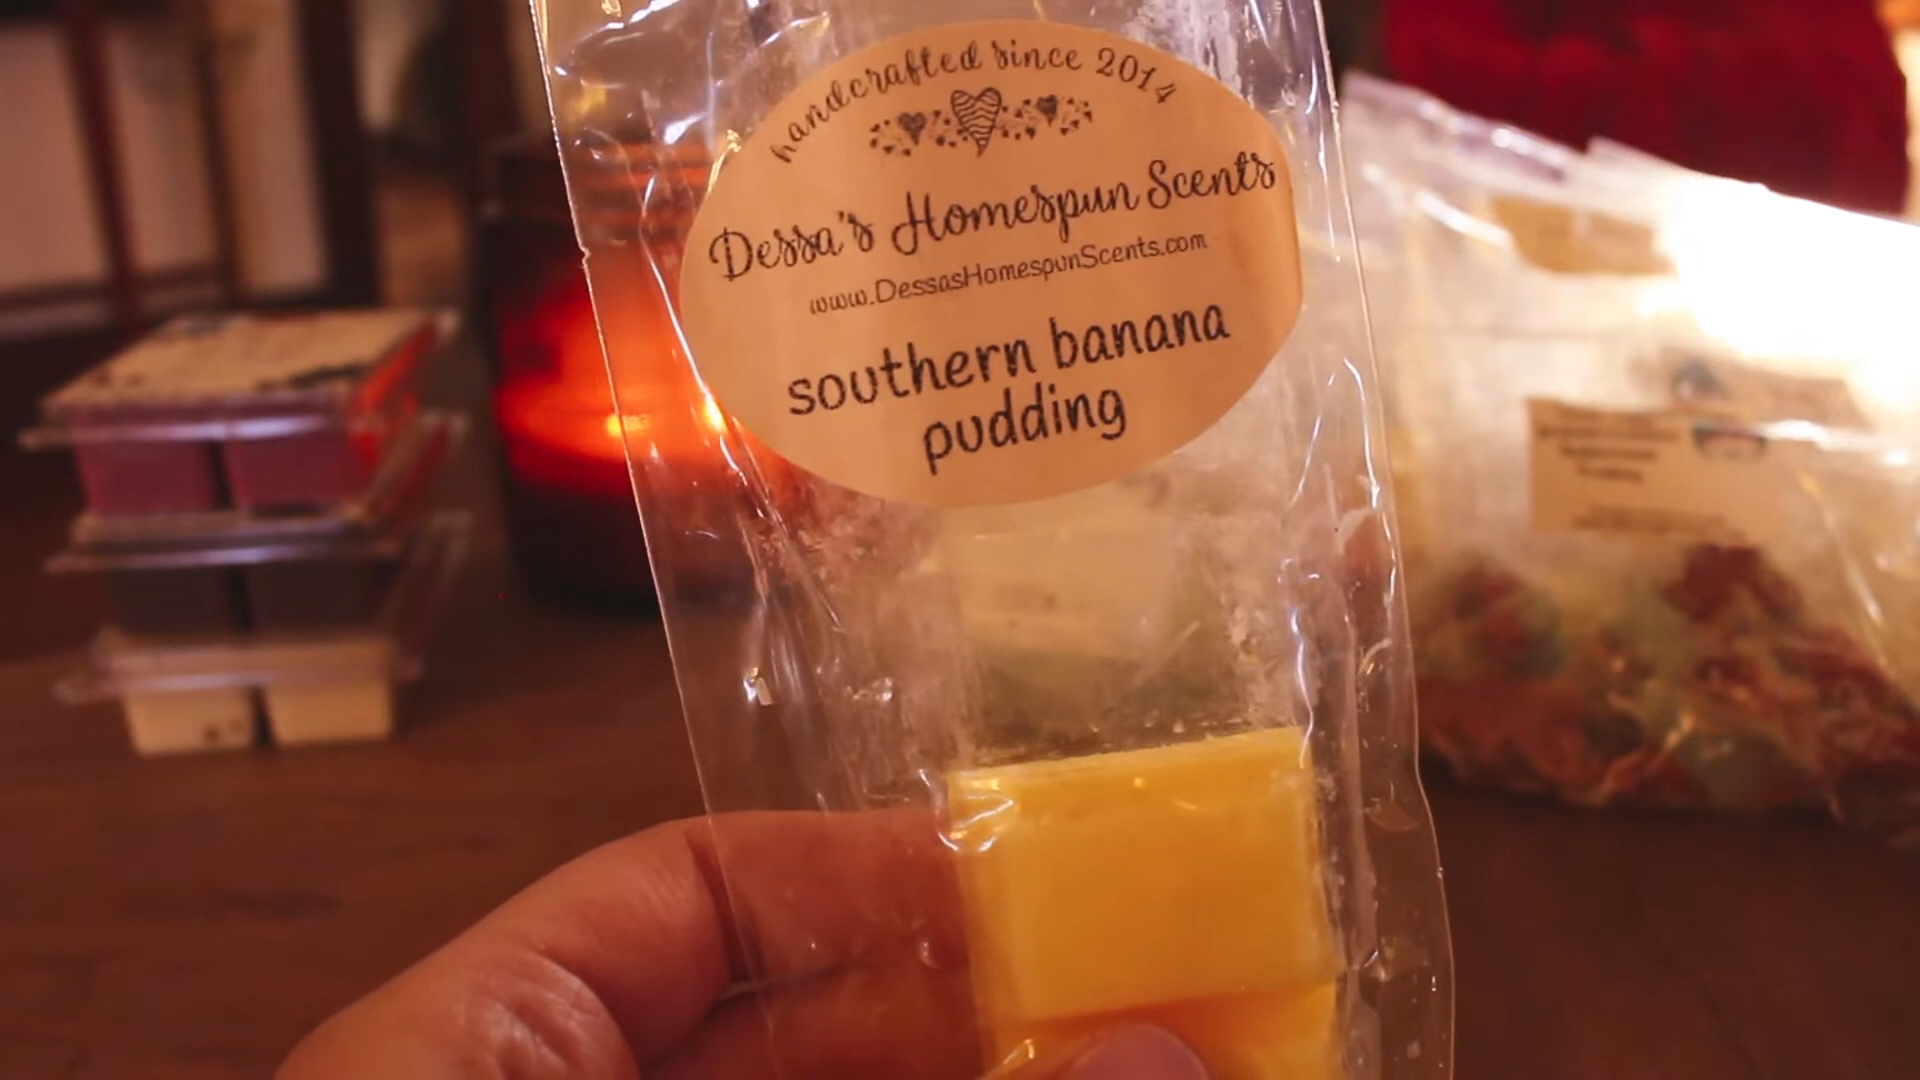 handcrafted since 2014
Dessa's Homespun Scents
www.DessasHomespunScents.com
southern banana
pudding